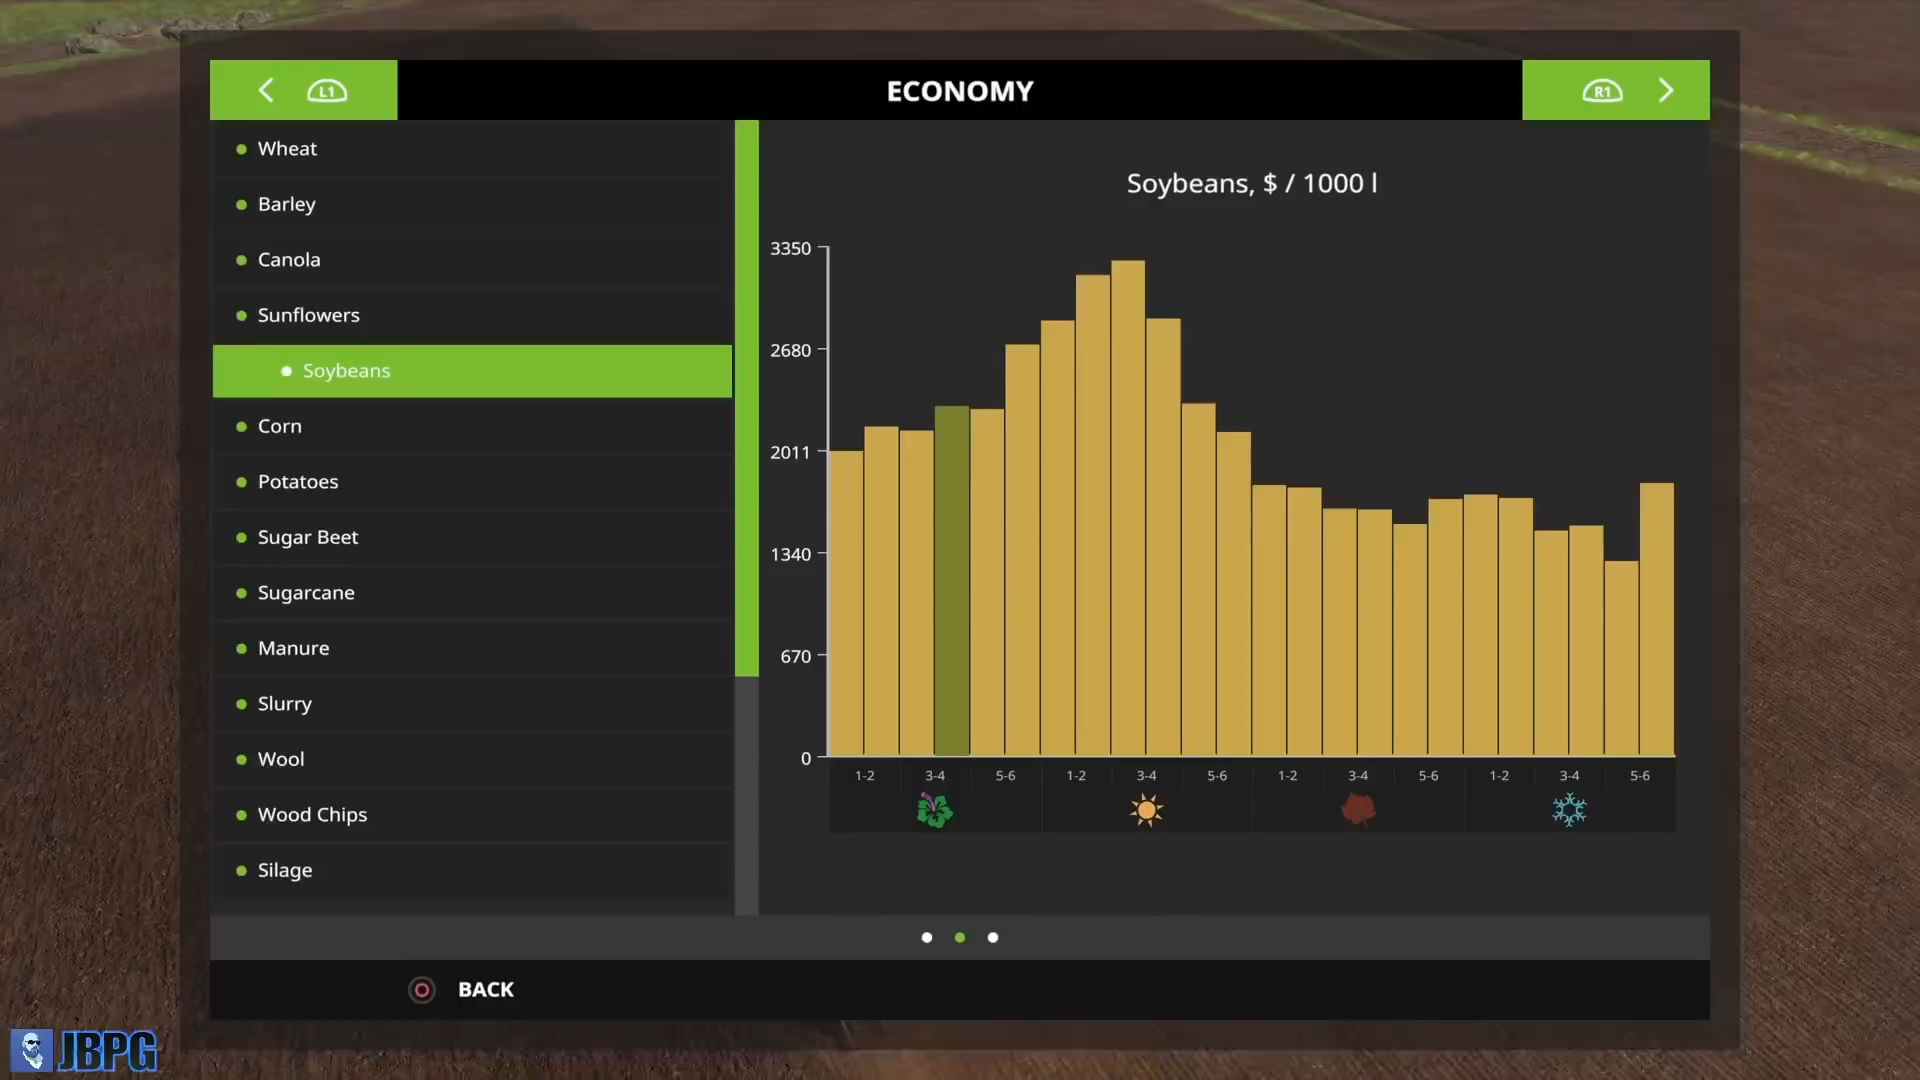 L1
ECONOMY
R1
Wheat
Barley
Canola
Sunflowers
Soybeans
Corn
Potatoes
Sugar Beet
Sugarcane
Manure
Slurry
Wool
Wood Chips
Silage
Soybeans, $ / 1000 l
3350
2680
2011
1340
670
0
1-2 3-4 5-6 1-2 3-4 5-6 1-2 3-4 5-6 1-2 3-4 5-6
BACK
JBPG